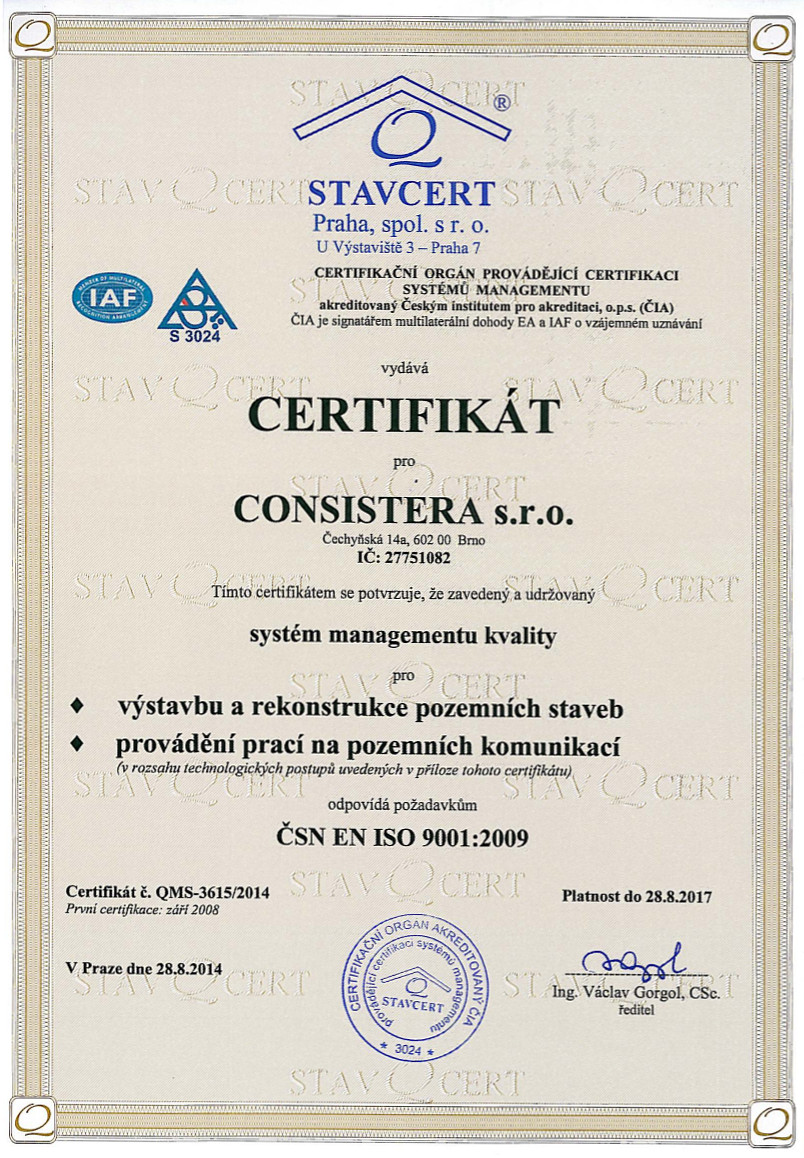 STAVCERT
®
Praha, spol. s r. o.
U Výstaviště 3 – Praha 7
CERTIFIKAČNÍ ORGÁN PROVÁDĚJÍCÍ CERTIFIKACI
SYSTÉMŮ MANAGEMENTU
akreditovaný Českým institutem pro akreditaci, o.p.s. (ČIA)
ČIA je signatářem multilaterální dohody EA a IAF o vzájemném uznávání
MEMBER OF MULTILATERAL
IAF
RECOGNITION ARRANGEMENT
S 3024
vydává
CERTIFIKÁT
pro
CONSISTERA s.r.o.
Čechyňská 14a, 602 00 Brno
IČ: 27751082
Tímto certifikátem se potvrzuje, že zavedený a udržovaný
systém managementu kvality
pro
♦ výstavbu a rekonstrukce pozemních staveb
♦ provádění prací na pozemních komunikací
(v rozsahu technologických postupů uvedených v příloze tohoto certifikátu)
odpovídá požadavkům
ČSN EN ISO 9001:2009
Certifikát č. QMS-3615/2014
První certifikace: září 2008
Platnost do 28.8.2017
V Praze dne 28.8.2014
CERTIFIKAČNÍ ORGÁN AKREDITOVANÝ ČIA
provádějící certifikaci systémů managementu
STAVCERT
* 3024 *
Ing. Václav Gorgol, CSc.
ředitel